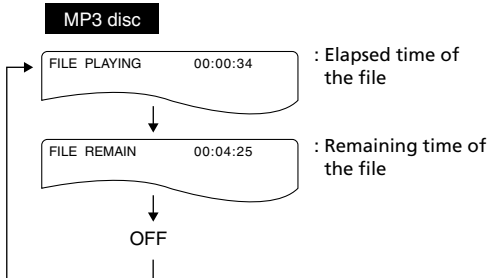 MP3 disc
FILE PLAYING 00:00:34
: Elapsed time of
the file
FILE REMAIN 00:04:25
: Remaining time of
the file
OFF